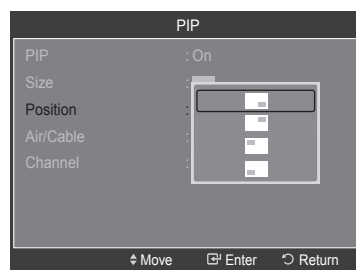 PIP
PIP : On
Size :
Position :
Air/Cable :
Channel :
Move Enter Return